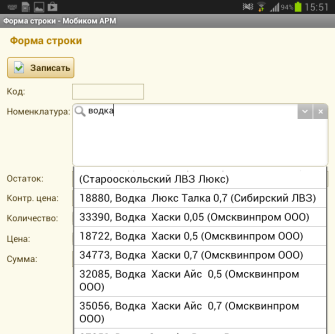 94% 15:51
Форма строки - Мобиком АРМ
Форма строки
Записать
Код:
Номенклатура: водка
Остаток:
(Старооскольский ЛВЗ Люкс)
Контр. цена: 18880, Водка Люкс Талка 0,7 (Сибирский ЛВЗ)
Количество: 33390, Водка Хаски 0,05 (Омсквинпром ООО)
Цена: 18722, Водка Хаски 0,5 (Омсквинпром ООО)
Сумма: 34773, Водка Хаски 0,7 (Омсквинпром ООО)
32085, Водка Хаски Айс 0,5 (Омсквинпром
ООО)
35056, Водка Хаски Айс 0,7 (Омсквинпром
ООО)